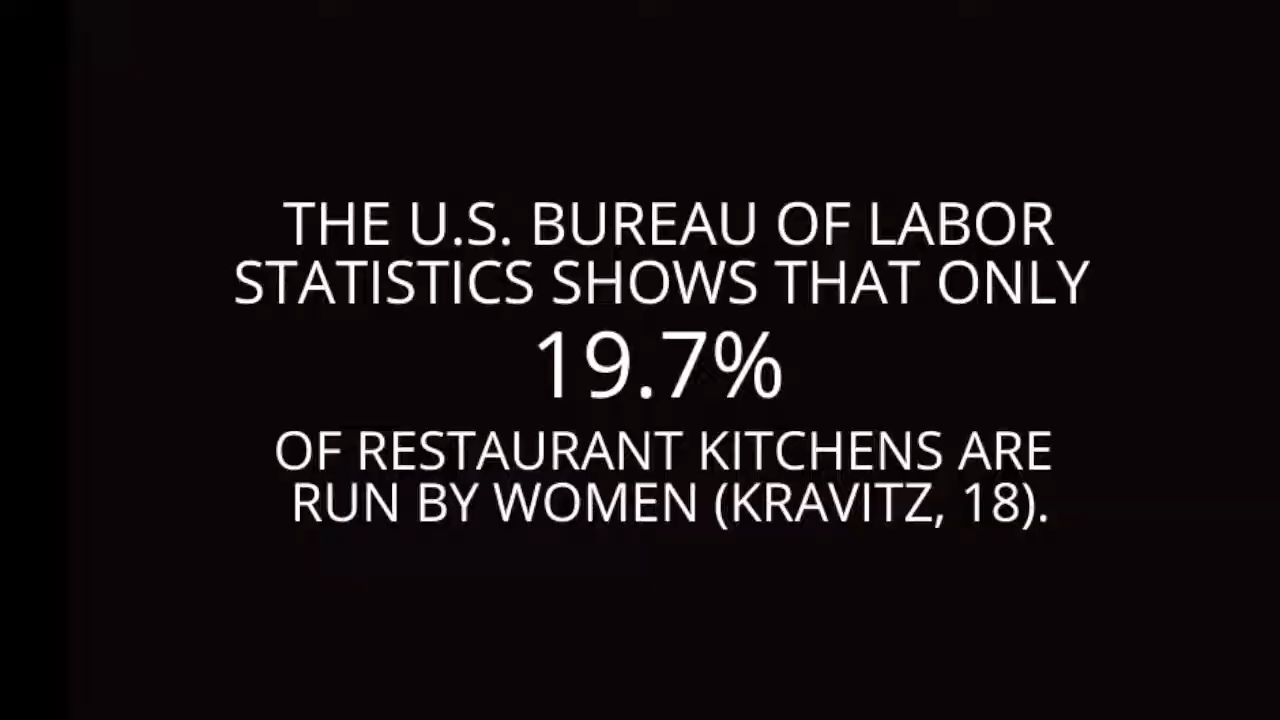 THE U.S. BUREAU OF LABOR
STATISTICS SHOWS THAT ONLY
19.7%
OF RESTAURANT KITCHENS ARE
RUN BY WOMEN (KRAVITZ, 18).